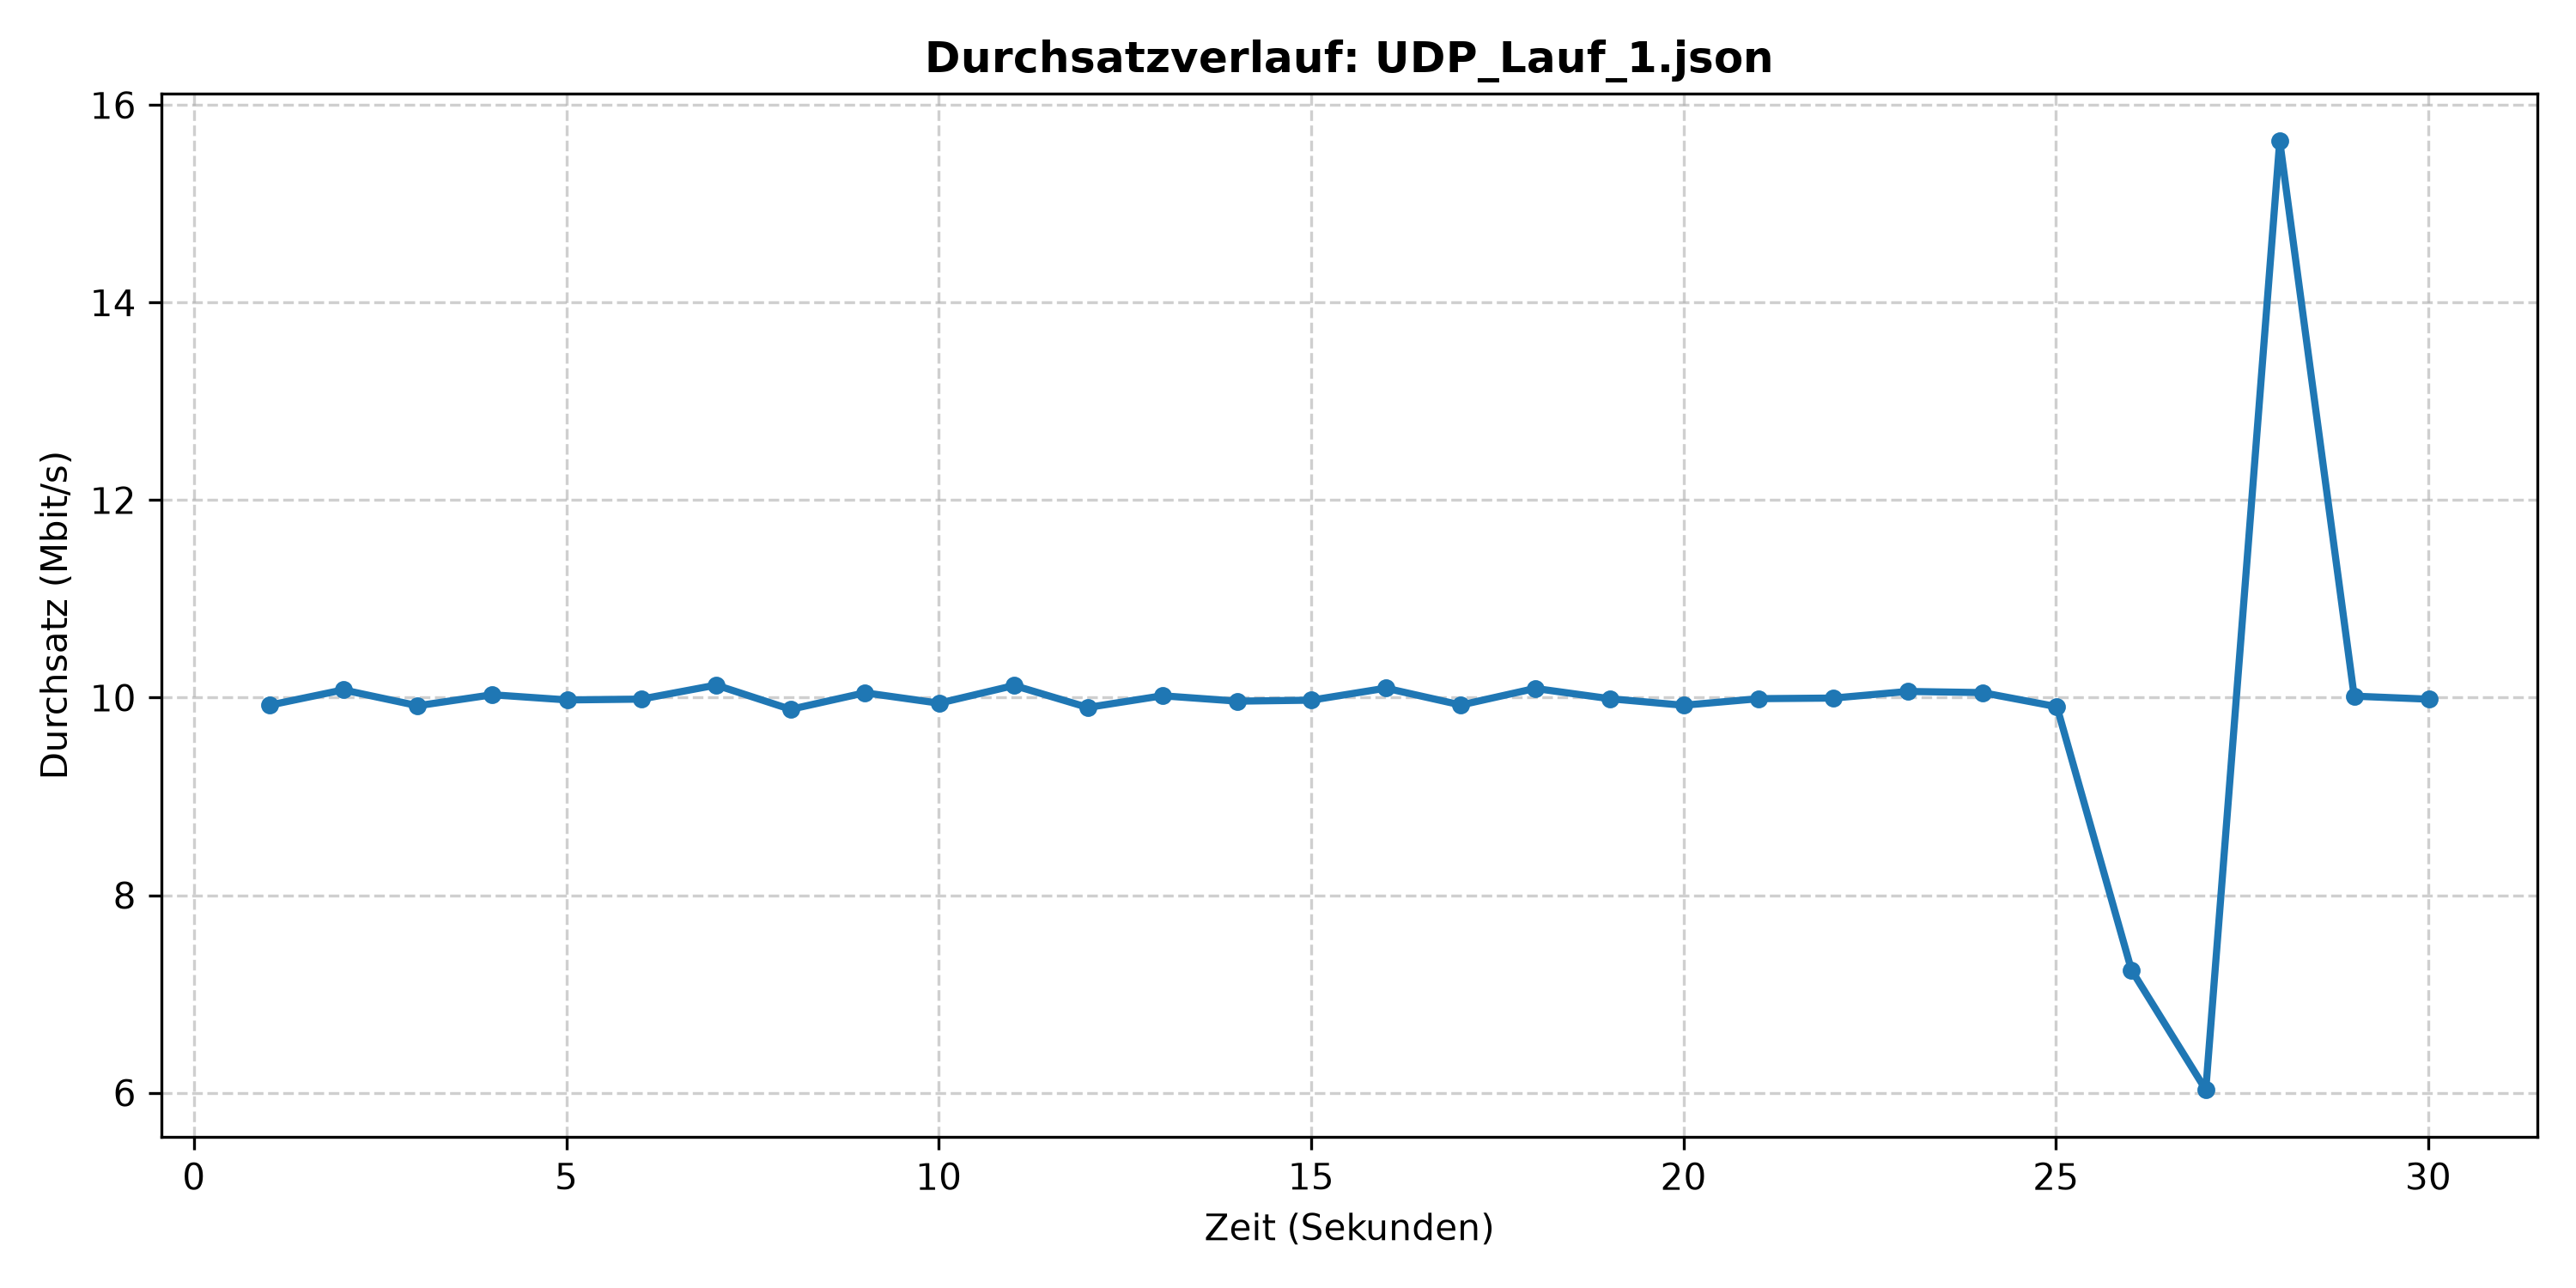 Durchsatzverlauf: UDP_Lauf_1.json
16
14
12
10
8
6
Durchsatz (Mbit/s)
0 5 10 15 20 25 30
Zeit (Sekunden)